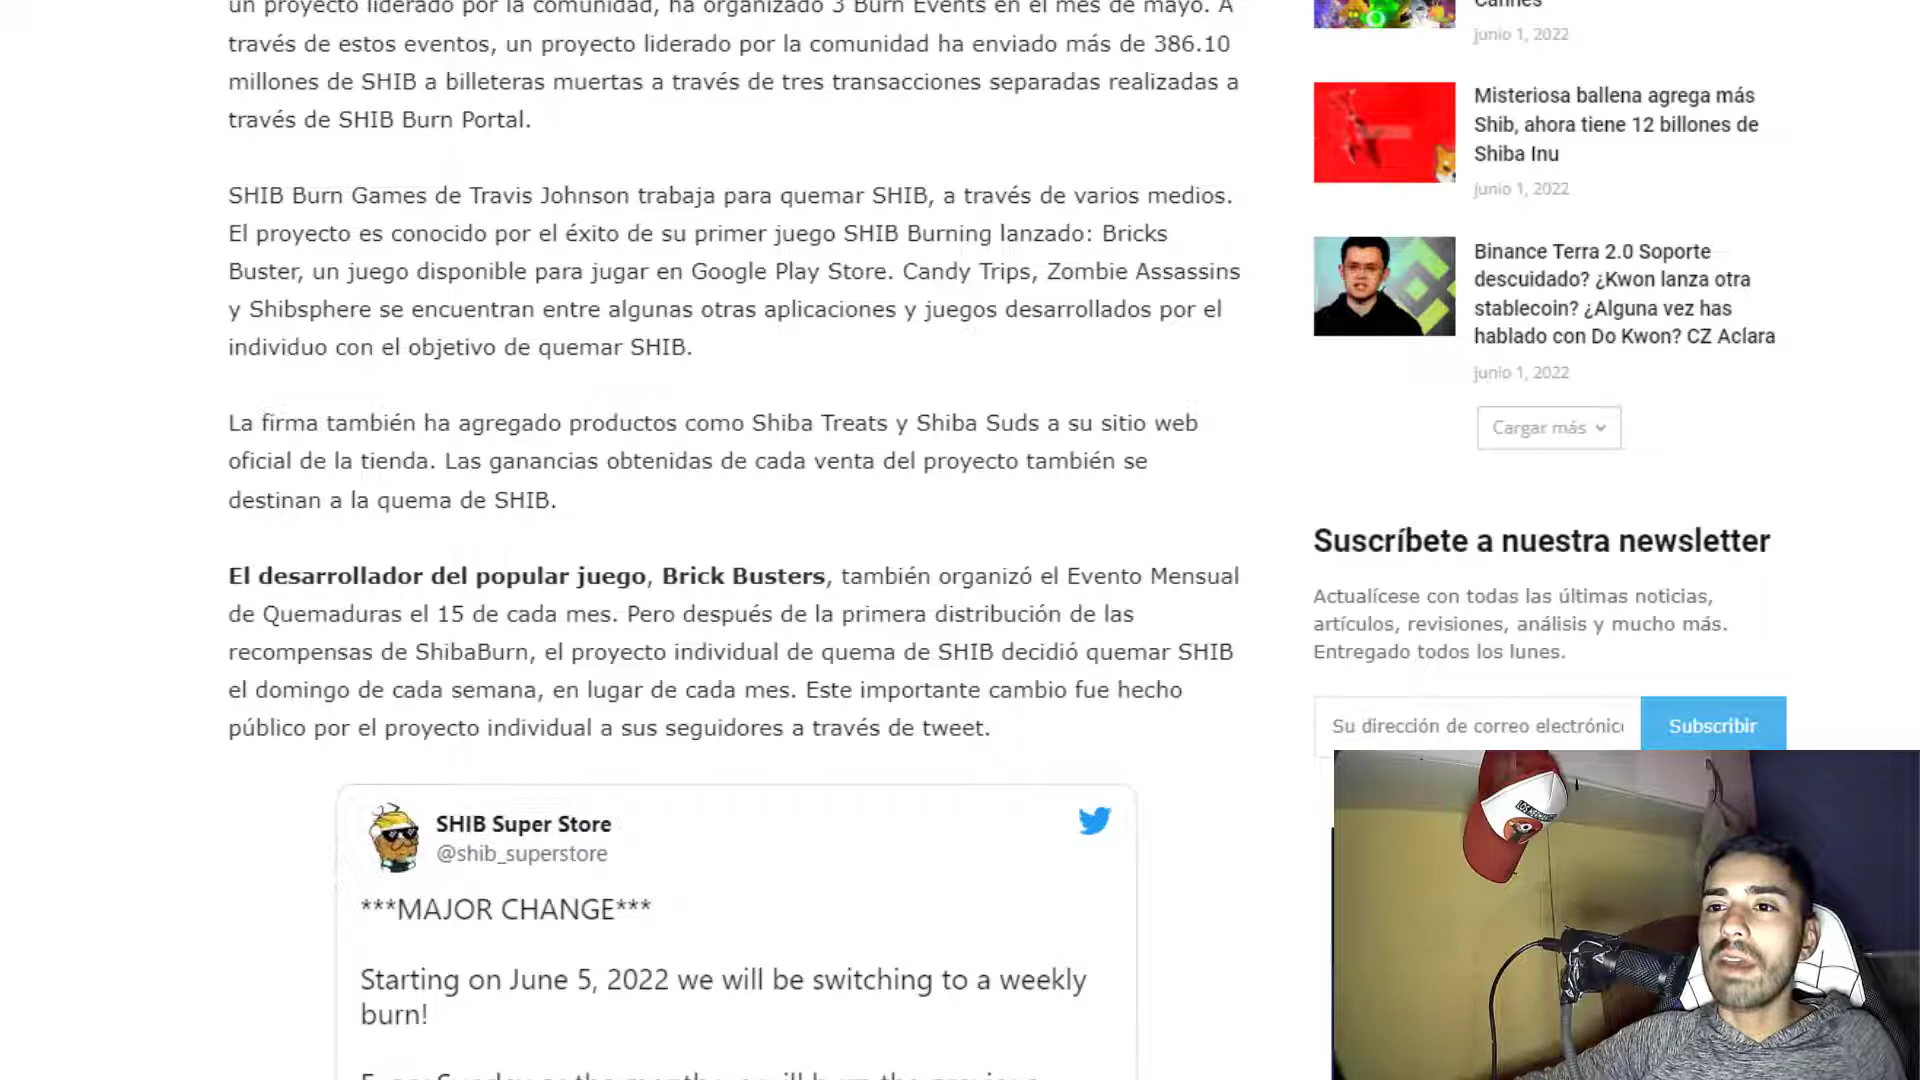 un proyecto liderado por la comunidad, ha organizado 3 Burn Events en el mes de mayo. A
través de estos eventos, un proyecto liderado por la comunidad ha enviado más de 386.10
millones de SHIB a billeteras muertas a través de tres transacciones separadas realizadas a
través de SHIB Burn Portal.
SHIB Burn Games de Travis Johnson trabaja para quemar SHIB, a través de varios medios.
El proyecto es conocido por el éxito de su primer juego SHIB Burning lanzado: Bricks
Buster, un juego disponible para jugar en Google Play Store. Candy Trips, Zombie Assassins
y Shibsphere se encuentran entre algunas otras aplicaciones y juegos desarrollados por el
individuo con el objetivo de quemar SHIB.
La firma también ha agregado productos como Shiba Treats y Shiba Suds a su sitio web
oficial de la tienda. Las ganancias obtenidas de cada venta del proyecto también se
destinan a la quema de SHIB.
El desarrollador del popular juego, Brick Busters, también organizó el Evento Mensual
de Quemaduras el 15 de cada mes. Pero después de la primera distribución de las
recompensas de ShibaBurn, el proyecto individual de quema de SHIB decidió quemar SHIB
el domingo de cada semana, en lugar de cada mes. Este importante cambio fue hecho
público por el proyecto individual a sus seguidores a través de tweet.
SHIB Super Store
@shib_superstore
***MAJOR CHANGE***
Starting on June 5, 2022 we will be switching to a weekly
burn!
Cannes
junio 1, 2022
Misteriosa ballena agrega más
Shib, ahora tiene 12 billones de
Shiba Inu
junio 1, 2022
Binance Terra 2.0 Soporte
descuidado? ¿Kwon lanza otra
stablecoin? ¿Alguna vez has
hablado con Do Kwon? CZ Aclara
junio 1, 2022
Cargar más
Suscríbete a nuestra newsletter
Actualícese con todas las últimas noticias,
artículos, revisiones, análisis y mucho más.
Entregado todos los lunes.
Su dirección de correo electrónic
Subscribir